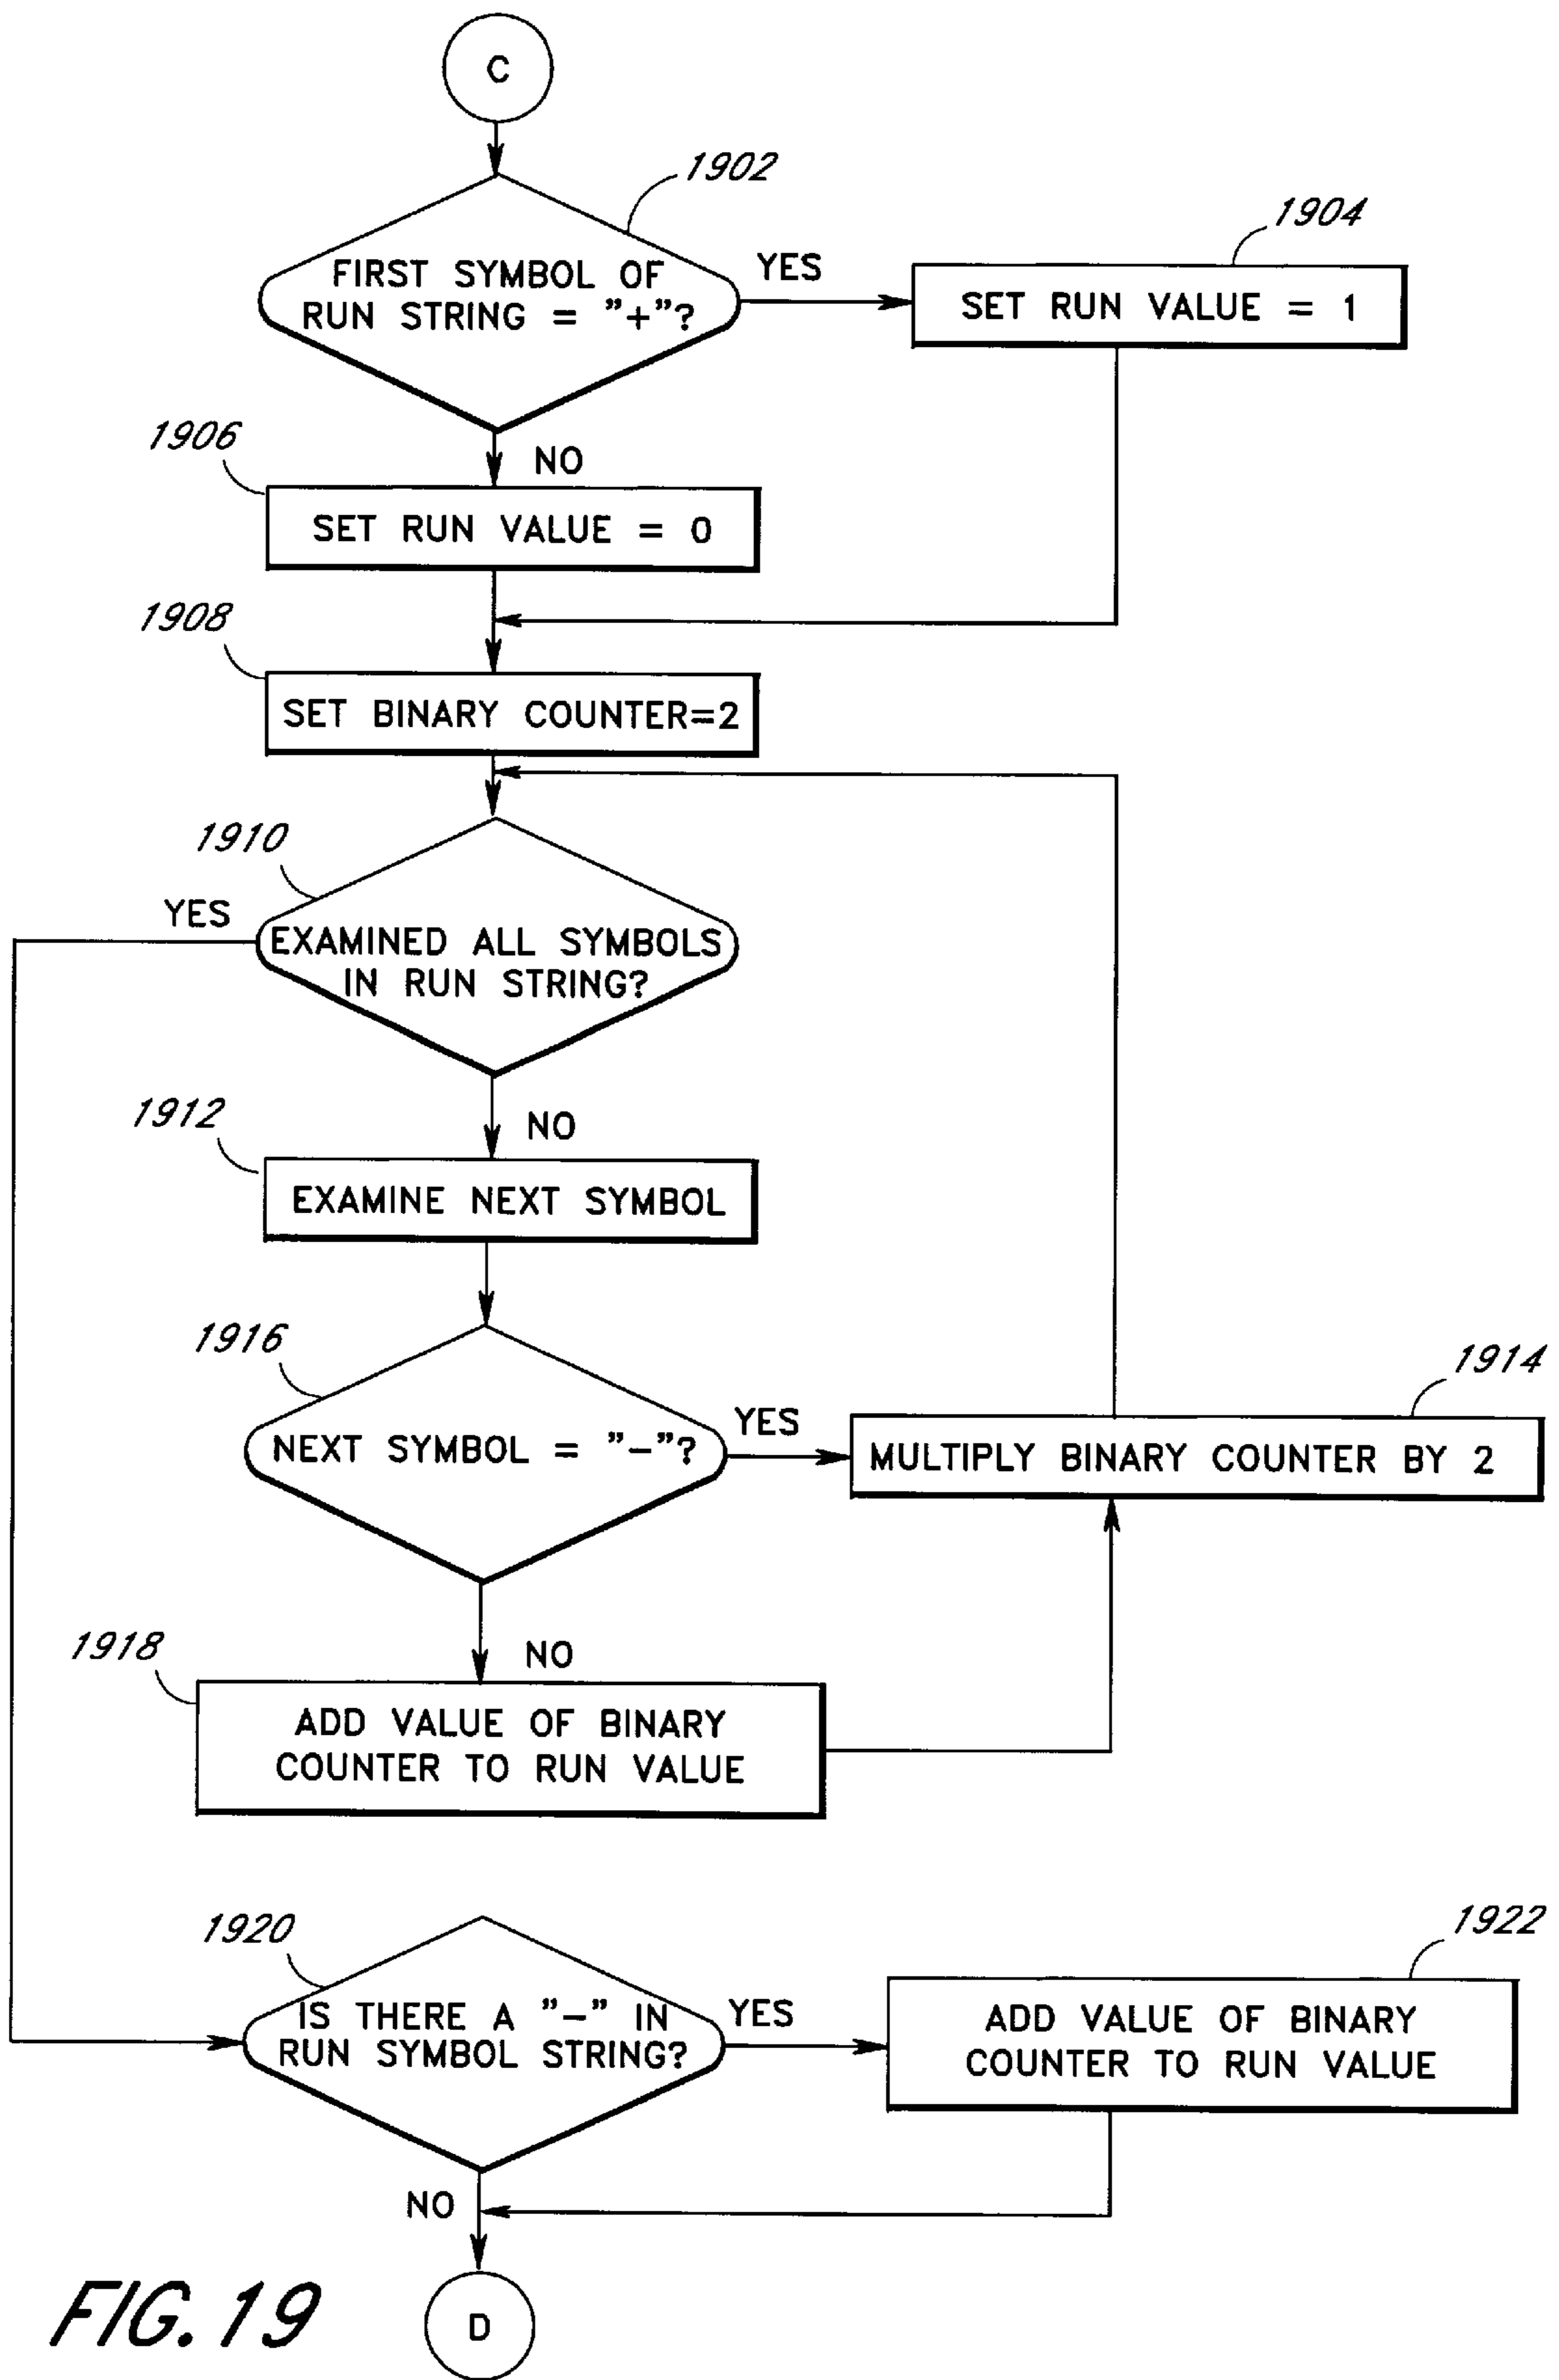 C
1902
FIRST SYMBOL OF
RUN STRING = "+"?
YES
1904
SET RUN VALUE = 1
NO
1906
SET RUN VALUE = 0
1908
SET BINARY COUNTER=2
1910
YES
EXAMINED ALL SYMBOLS
IN RUN STRING?
NO
1912
EXAMINE NEXT SYMBOL
1916
NEXT SYMBOL = "-"?
YES
1914
MULTIPLY BINARY COUNTER BY 2
NO
1918
ADD VALUE OF BINARY
COUNTER TO RUN VALUE
1920
IS THERE A "-" IN
RUN SYMBOL STRING?
YES
1922
ADD VALUE OF BINARY
COUNTER TO RUN VALUE
NO
D
FIG. 19